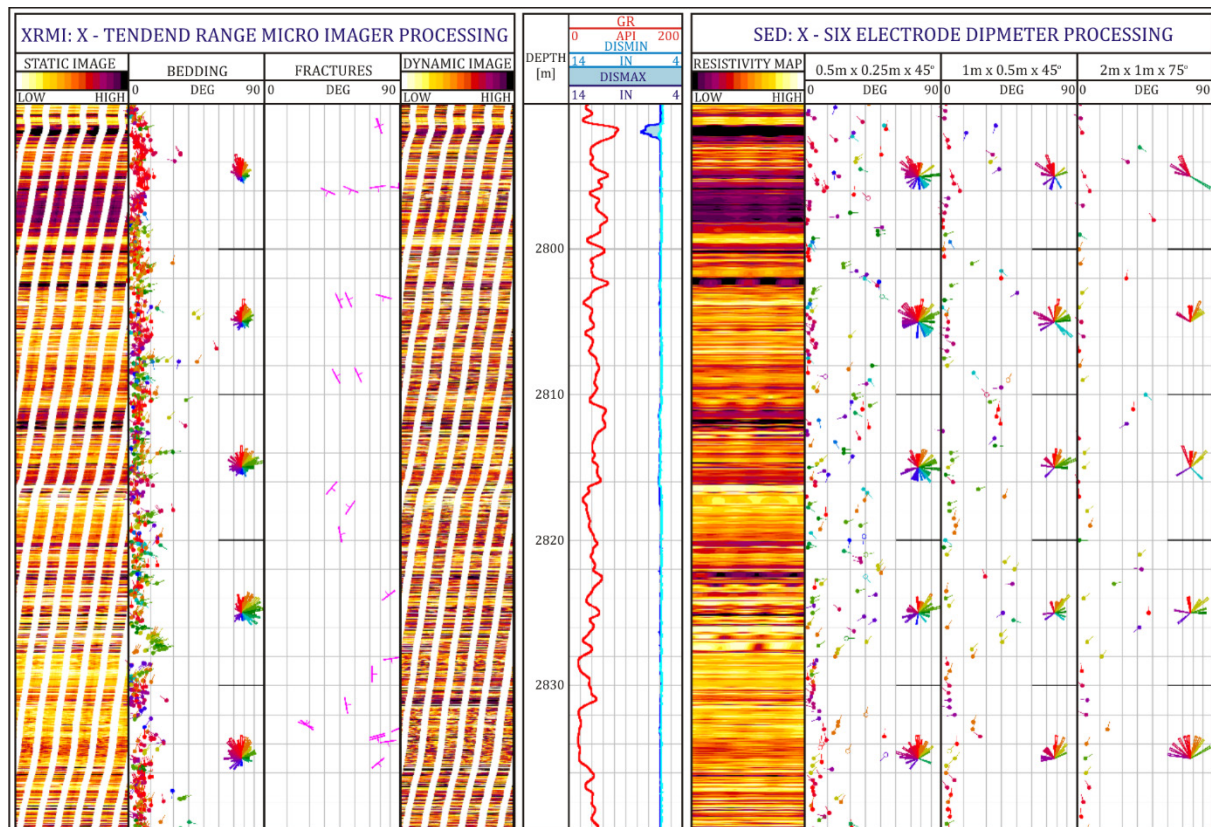 XRMI: X - TENDEND RANGE MICRO IMAGER PROCESSING
STATIC IMAGE
LOW HIGH
BEDDING
0 DEG 90
FRACTURES
0 DEG 90
DYNAMIC IMAGE
LOW HIGH
DEPTH
[m]
GR
0 API 200
DISMIN
14 IN 4
DISMAX
14 IN 4
SED: X - SIX ELECTRODE DIPMETER PROCESSING
RESISTIVITY MAP
LOW HIGH
0.5m x 0.25m x 45°
0 DEG 90
1m x 0.5m x 45°
0 DEG 90
2m x 1m x 75°
0 DEG 90
2800
2810
2820
2830